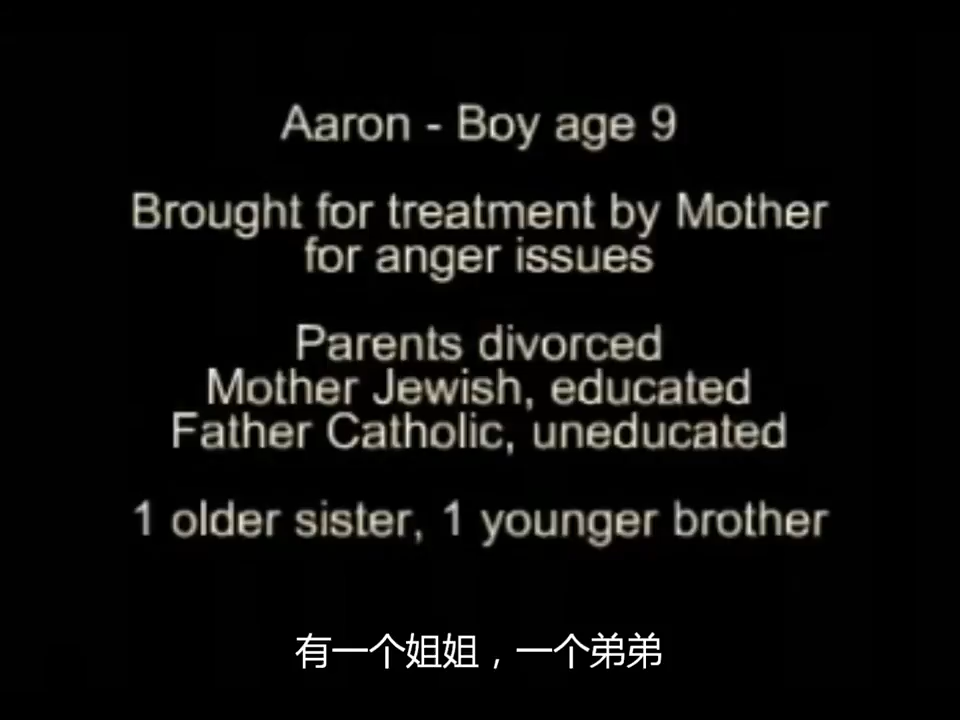 Aaron - Boy age 9
Brought for treatment by Mother
for anger issues
Parents divorced
Mother Jewish, educated
Father Catholic, uneducated
1 older sister, 1 younger brother
有一个姐姐，一个弟弟